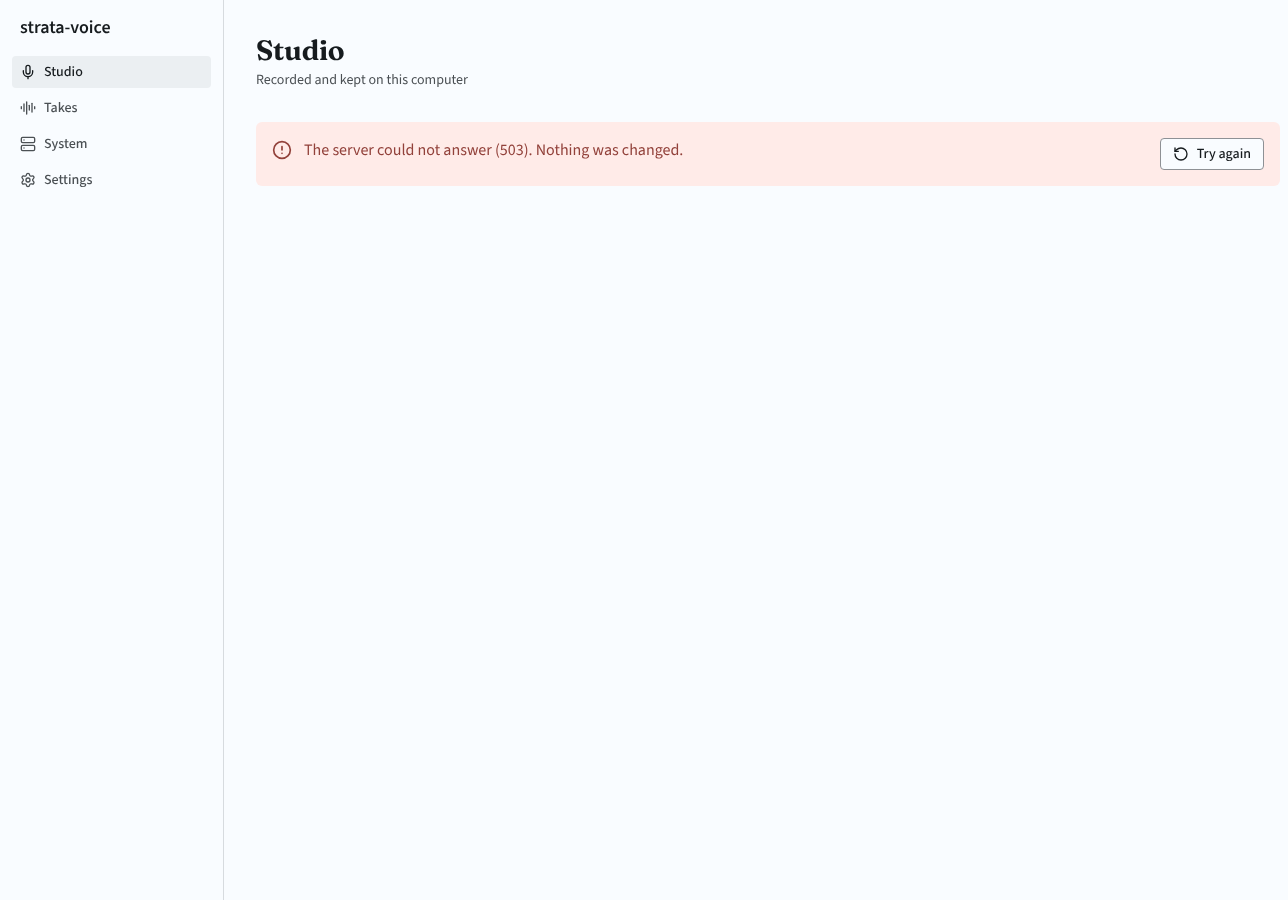 strata-voice
Studio
Takes
System
Settings
Studio
Recorded and kept on this computer
The server could not answer (503). Nothing was changed.
Try again